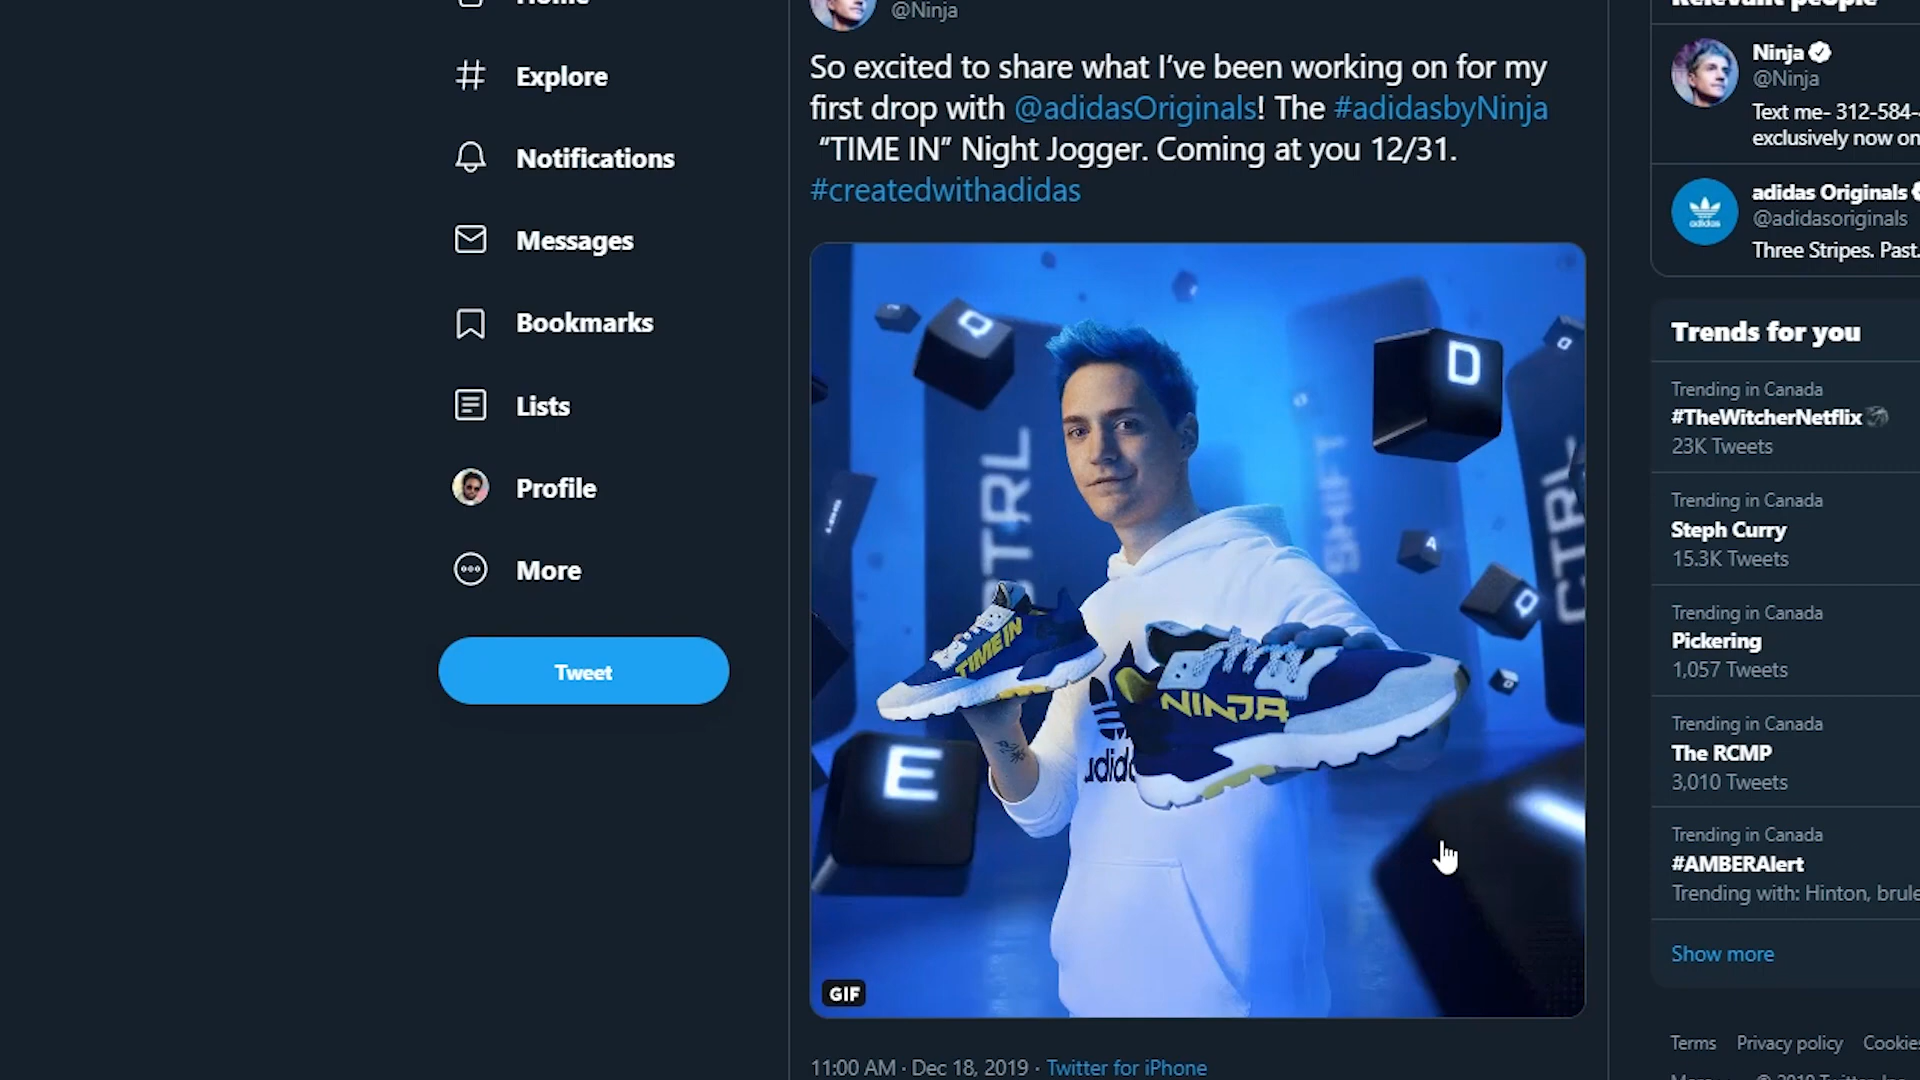 Home
Explore
Notifications
Messages
Bookmarks
Lists
Profile
More
Tweet
@Ninja
So excited to share what I’ve been working on for my
first drop with @adidasOriginals! The #adidasbyNinja
“TIME IN” Night Jogger. Coming at you 12/31.
#createdwithadidas
D
CTRL
SHIFT
CTRL
A
TIME IN
NINJA
adida
E
GIF
11:00 AM · Dec 18, 2019 · Twitter for iPhone
Relevant people
Ninja
@Ninja
Text me- 312-584-
exclusively now on
adidas
adidas Originals
@adidasoriginals
Three Stripes. Past.
Trends for you
Trending in Canada
#TheWitcherNetflix
23K Tweets
Trending in Canada
Steph Curry
15.3K Tweets
Trending in Canada
Pickering
1,057 Tweets
Trending in Canada
The RCMP
3,010 Tweets
Trending in Canada
#AMBERAlert
Trending with: Hinton, brule
Show more
Terms Privacy policy Cookies